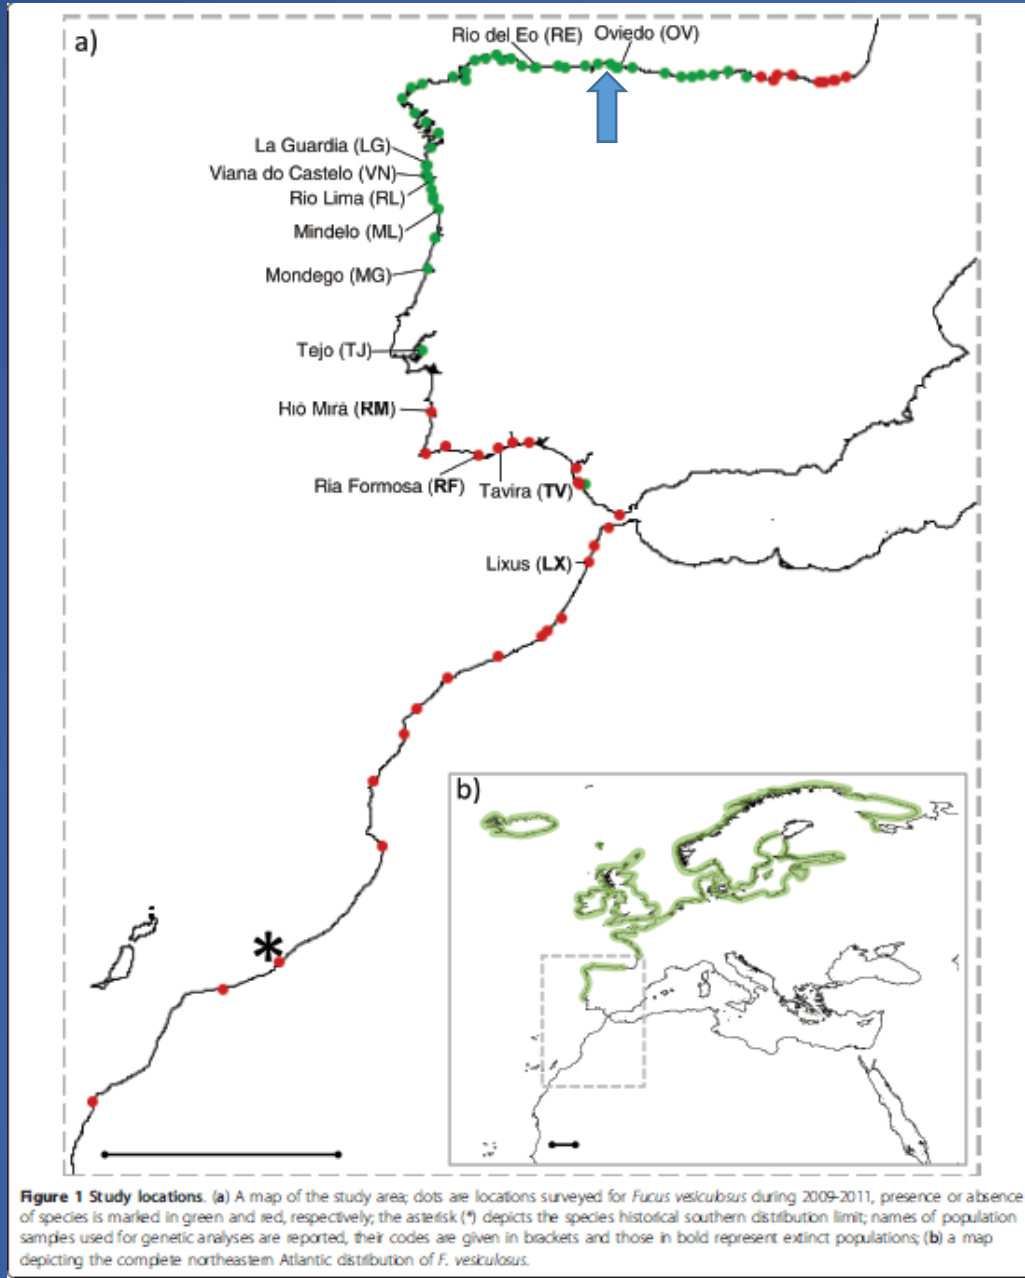 a)
Rio del Eo (RE) Oviedo (OV)
La Guardia (LG)
Viana do Castelo (VN)
Rio Lima (RL)
Mindelo (ML)
Mondego (MG)
Tejo (TJ)
Rio Mira (RM)
Ria Formosa (RF)
Tavira (TV)
Lixus (LX)
*
b)
Figure 1 Study locations. (a) A map of the study area; dots are locations surveyed for Fucus vesiculosus during 2009-2011, presence or absence
of species is marked in green and red, respectively; the asterisk (*) depicts the species historical southern distribution limit; names of population
samples used for genetic analyses are reported, their codes are given in brackets and those in bold represent extinct populations; (b) a map
depicting the complete northeastern Atlantic distribution of F. vesiculosus.